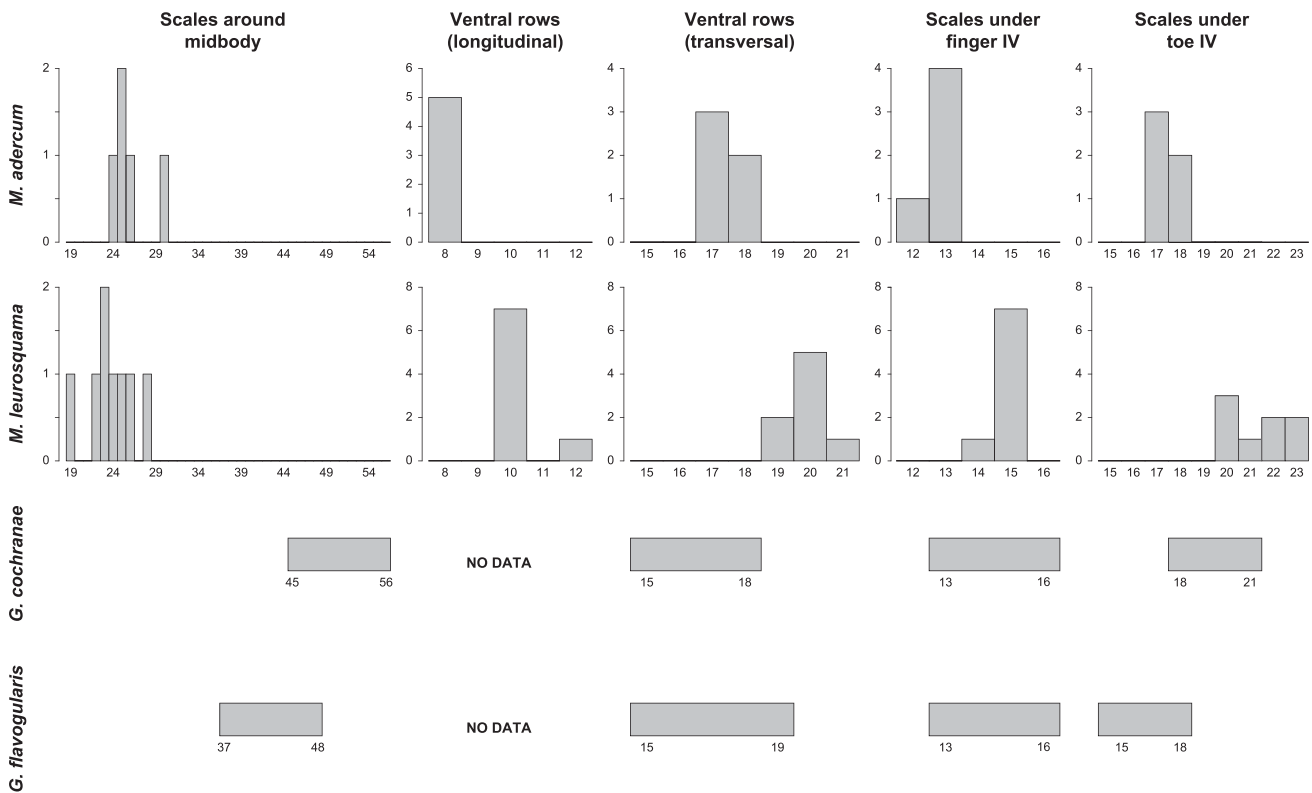 Scales around
midbody
Ventral rows
(longitudinal)
Ventral rows
(transversal)
Scales under
finger IV
Scales under
toe IV
M. adercum
2
1
0
19 24 29 34 39 44 49 54
6
5
4
3
2
1
0
8 9 10 11 12
4
3
2
1
0
15 16 17 18 19 20 21
4
3
2
1
0
12 13 14 15 16
4
3
2
1
0
15 16 17 18 19 20 21 22 23
M. leurosquama
2
1
0
19 24 29 34 39 44 49 54
8
6
4
2
0
8 9 10 11 12
8
6
4
2
0
15 16 17 18 19 20 21
8
6
4
2
0
12 13 14 15 16
8
6
4
2
0
15 16 17 18 19 20 21 22 23
G. cochranae
45 56
NO DATA
15 18
13 16
18 21
G. flavogularis
37 48
NO DATA
15 19
13 16
15 18